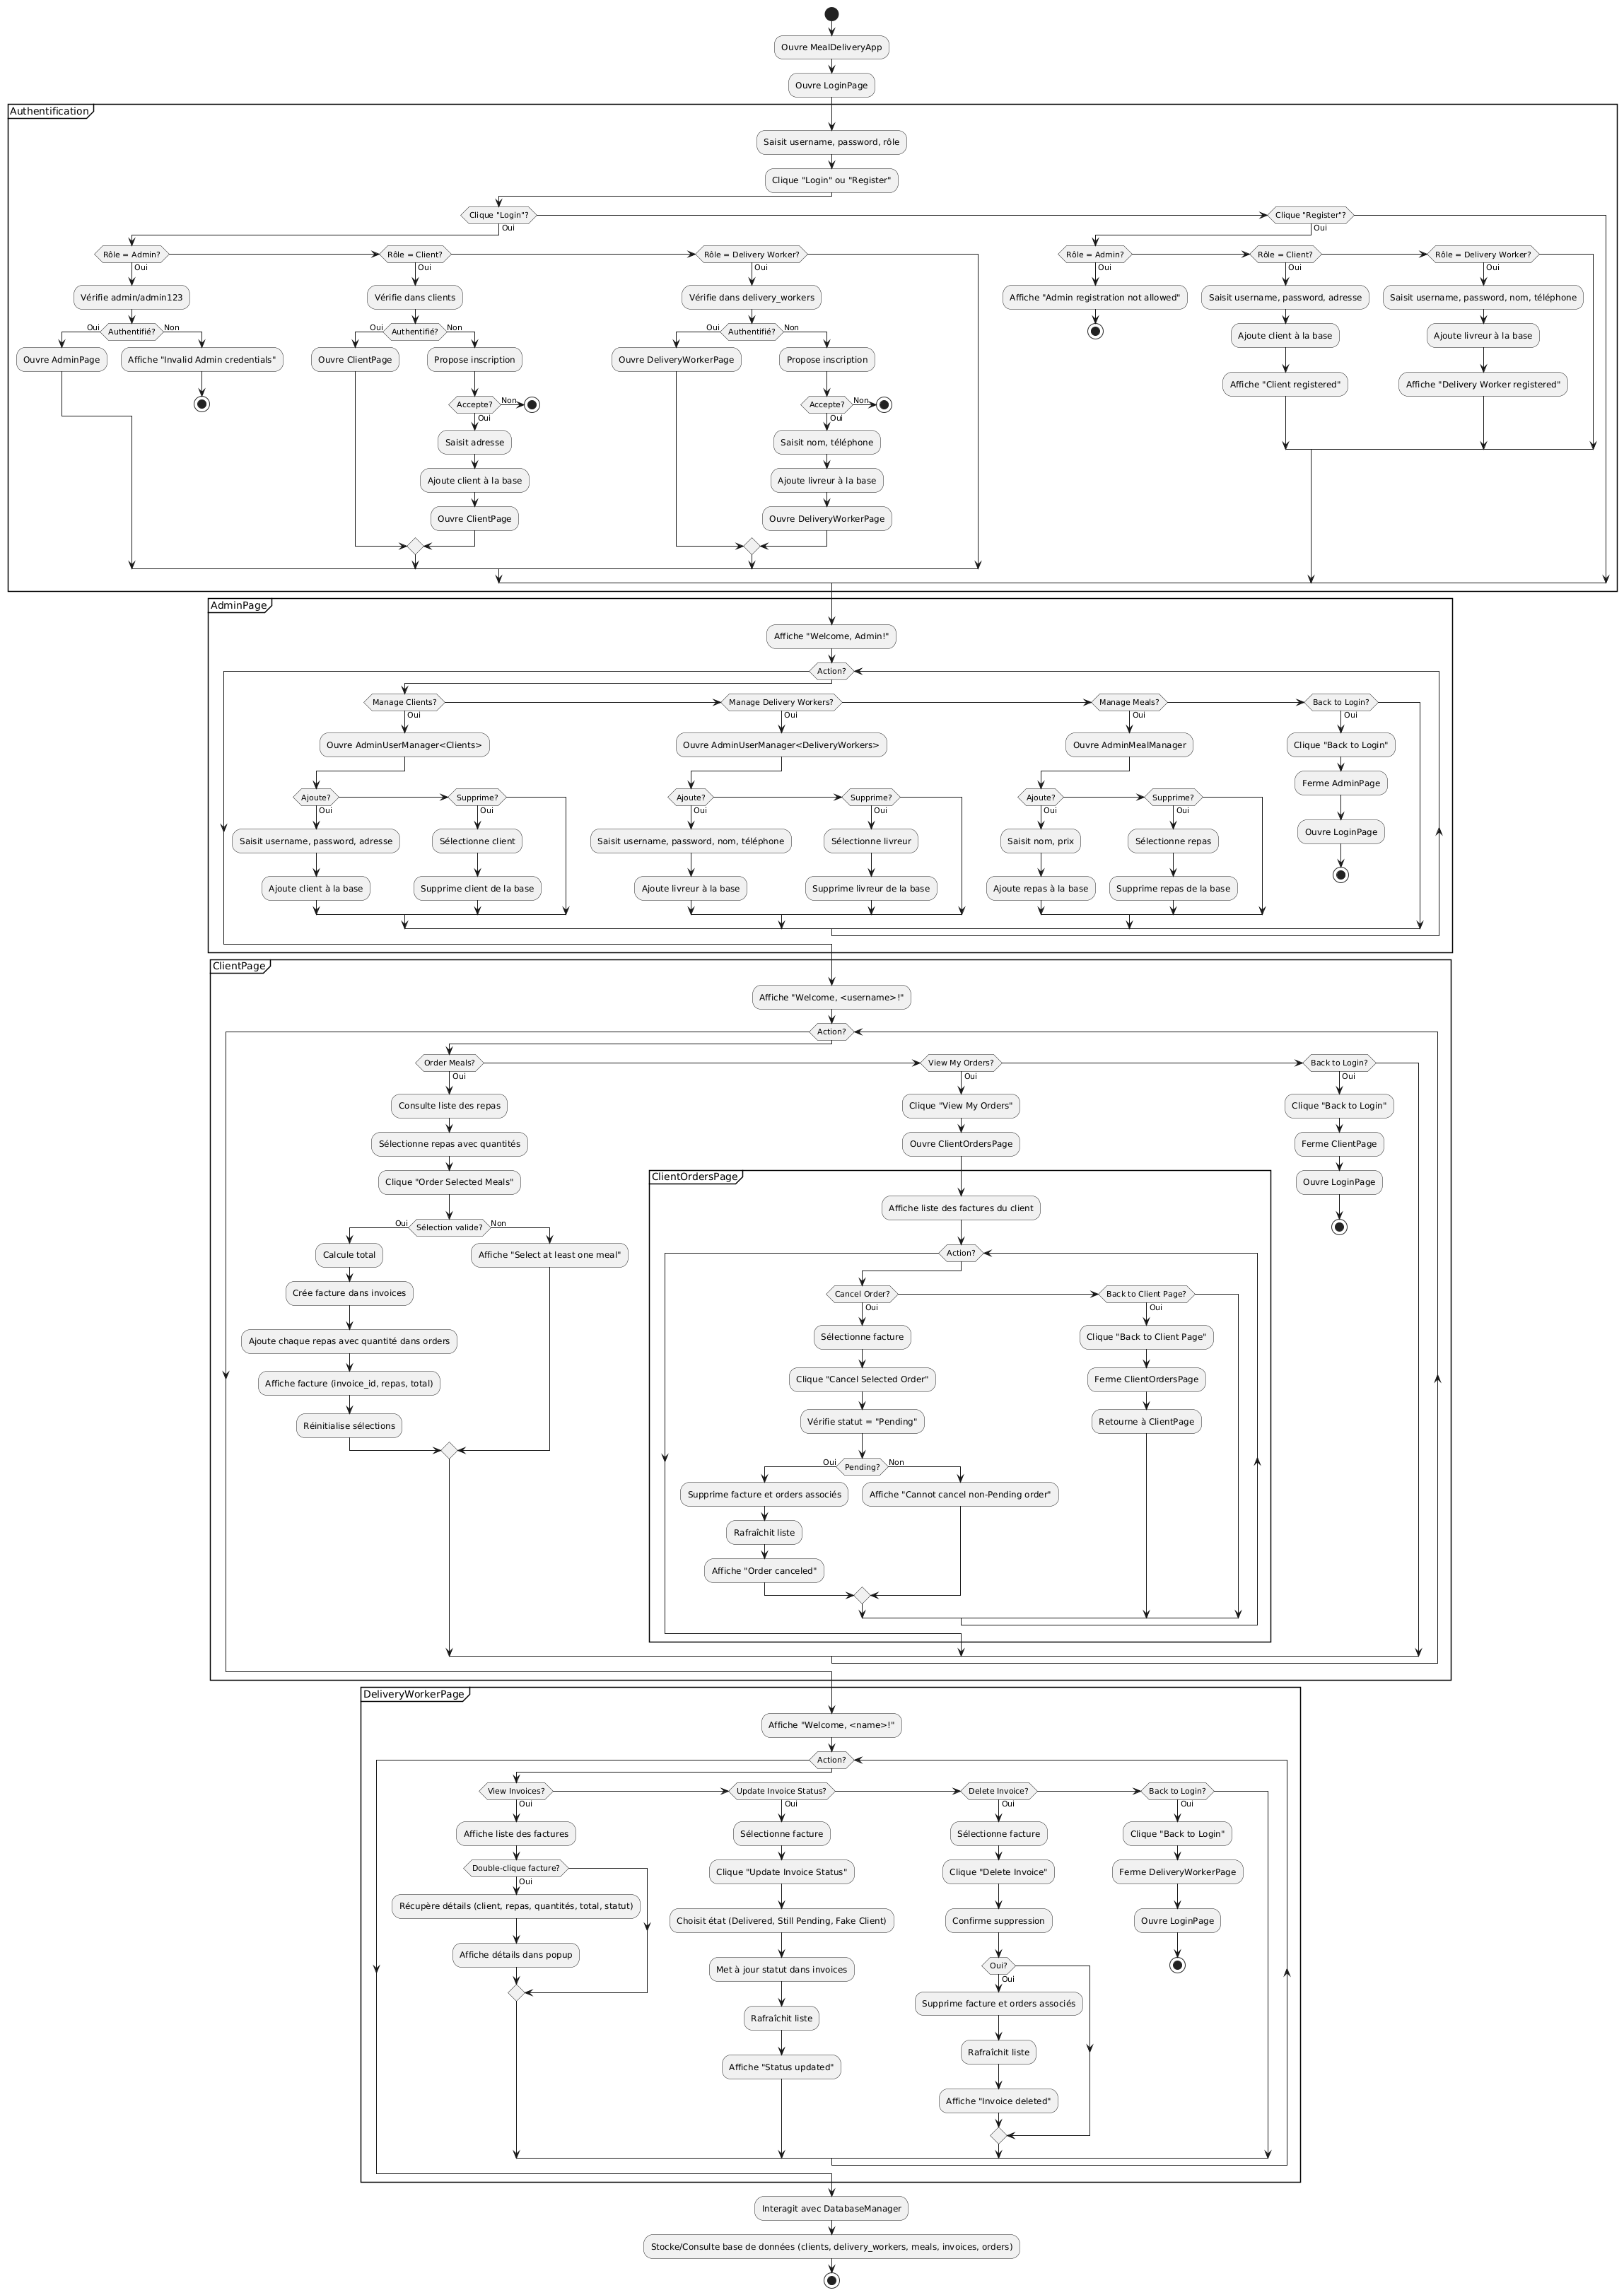 Ouvre MealDeliveryApp
Ouvre LoginPage
Authentification
Saisit username, password, rôle
Clique "Login" ou "Register"
Clique "Login"?
Oui
Rôle = Admin?
Oui
Vérifie admin/admin123
Authentifié?
Oui
Non
Ouvre AdminPage
Affiche "Invalid Admin credentials"
Rôle = Client?
Oui
Vérifie dans clients
Authentifié?
Oui
Non
Ouvre ClientPage
Propose inscription
Accepte?
Non
Oui
Saisit adresse
Ajoute client à la base
Ouvre ClientPage
Rôle = Delivery Worker?
Oui
Vérifie dans delivery_workers
Authentifié?
Oui
Non
Ouvre DeliveryWorkerPage
Propose inscription
Accepte?
Non
Oui
Saisit nom, téléphone
Ajoute livreur à la base
Ouvre DeliveryWorkerPage
Clique "Register"?
Oui
Rôle = Admin?
Oui
Affiche "Admin registration not allowed"
Rôle = Client?
Oui
Saisit username, password, adresse
Ajoute client à la base
Affiche "Client registered"
Rôle = Delivery Worker?
Oui
Saisit username, password, nom, téléphone
Ajoute livreur à la base
Affiche "Delivery Worker registered"
AdminPage
Affiche "Welcome, Admin!"
Action?
Manage Clients?
Oui
Ouvre AdminUserManager<Clients>
Ajoute?
Oui
Saisit username, password, adresse
Ajoute client à la base
Supprime?
Oui
Sélectionne client
Supprime client de la base
Manage Delivery Workers?
Oui
Ouvre AdminUserManager<DeliveryWorkers>
Ajoute?
Oui
Saisit username, password, nom, téléphone
Ajoute livreur à la base
Supprime?
Oui
Sélectionne livreur
Supprime livreur de la base
Manage Meals?
Oui
Ouvre AdminMealManager
Ajoute?
Oui
Saisit nom, prix
Ajoute repas à la base
Supprime?
Oui
Sélectionne repas
Supprime repas de la base
Back to Login?
Oui
Clique "Back to Login"
Ferme AdminPage
Ouvre LoginPage
ClientPage
Affiche "Welcome, <username>!"
Action?
Order Meals?
Oui
Consulte liste des repas
Sélectionne repas avec quantités
Clique "Order Selected Meals"
Sélection valide?
Oui
Non
Calcule total
Crée facture dans invoices
Ajoute chaque repas avec quantité dans orders
Affiche facture (invoice_id, repas, total)
Réinitialise sélections
Affiche "Select at least one meal"
View My Orders?
Oui
Clique "View My Orders"
Ouvre ClientOrdersPage
ClientOrdersPage
Affiche liste des factures du client
Action?
Cancel Order?
Oui
Sélectionne facture
Clique "Cancel Selected Order"
Vérifie statut = "Pending"
Pending?
Oui
Non
Supprime facture et orders associés
Rafraîchit liste
Affiche "Order canceled"
Affiche "Cannot cancel non-Pending order"
Back to Client Page?
Oui
Clique "Back to Client Page"
Ferme ClientOrdersPage
Retourne à ClientPage
Back to Login?
Oui
Clique "Back to Login"
Ferme ClientPage
Ouvre LoginPage
DeliveryWorkerPage
Affiche "Welcome, <name>!"
Action?
View Invoices?
Oui
Affiche liste des factures
Double-clique facture?
Oui
Récupère détails (client, repas, quantités, total, statut)
Affiche détails dans popup
Update Invoice Status?
Oui
Sélectionne facture
Clique "Update Invoice Status"
Choisit état (Delivered, Still Pending, Fake Client)
Met à jour statut dans invoices
Rafraîchit liste
Affiche "Status updated"
Delete Invoice?
Oui
Sélectionne facture
Clique "Delete Invoice"
Confirme suppression
Oui?
Oui
Supprime facture et orders associés
Rafraîchit liste
Affiche "Invoice deleted"
Back to Login?
Oui
Clique "Back to Login"
Ferme DeliveryWorkerPage
Ouvre LoginPage
Interagit avec DatabaseManager
Stocke/Consulte base de données (clients, delivery_workers, meals, invoices, orders)